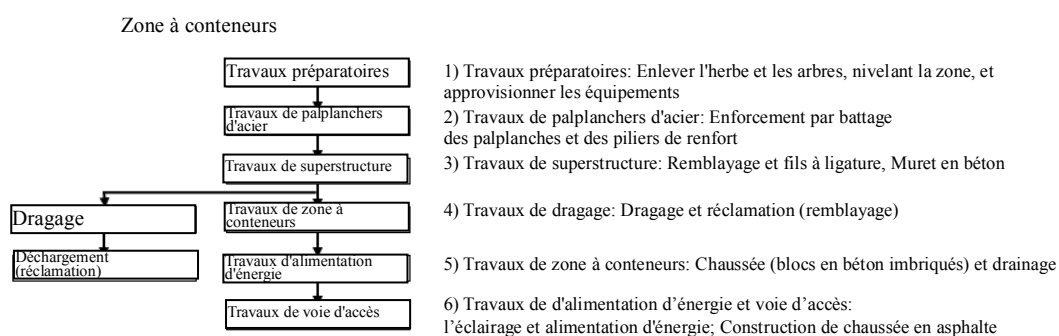 Zone à conteneurs
Travaux préparatoires
Travaux de palplanchers
d'acier
Travaux de superstructure
Dragage
Travaux de zone à
conteneurs
Déchargement
(réclamation)
Travaux d'alimentation
d'énergie
Travaux de voie d'accès
1) Travaux préparatoires: Enlever l'herbe et les arbres, nivelant la zone, et
approvisionner les équipements
2) Travaux de palplanchers d'acier: Enforcement par battage
des palplanches et des piliers de renfort
3) Travaux de superstructure: Remblayage et fils à ligature, Muret en béton
4) Travaux de dragage: Dragage et réclamation (remblayage)
5) Travaux de zone à conteneurs: Chaussée (blocs en béton imbriqués) et drainage
6) Travaux de d'alimentation d’énergie et voie d’accès:
l’éclairage et alimentation d'énergie; Construction de chaussée en asphalte